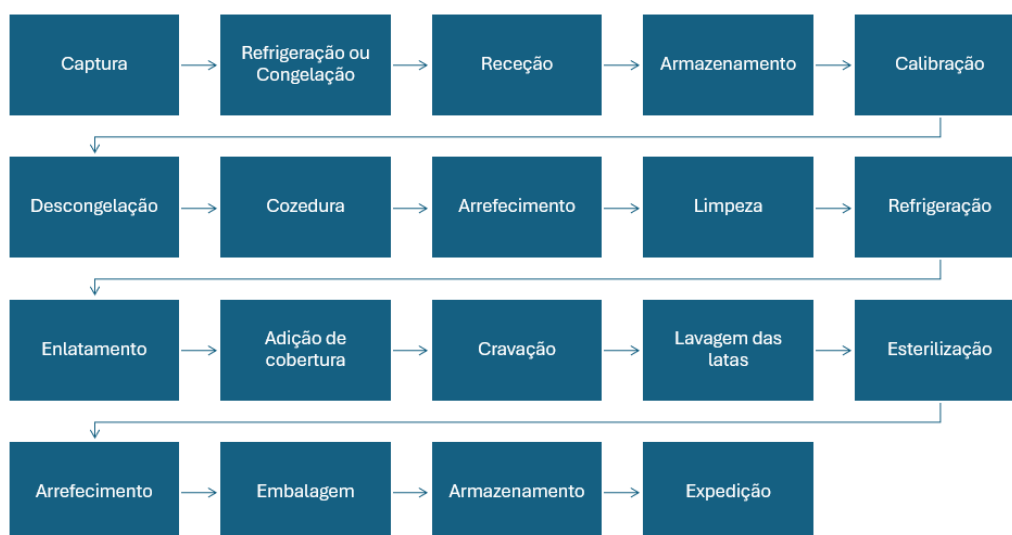 Captura
Refrigeração ou
Congelação
Receção
Armazenamento
Calibração
Descongelação
Cozedura
Arrefecimento
Limpeza
Refrigeração
Enlatamento
Adição de
cobertura
Cravação
Lavagem das
latas
Esterilização
Arrefecimento
Embalagem
Armazenamento
Expedição